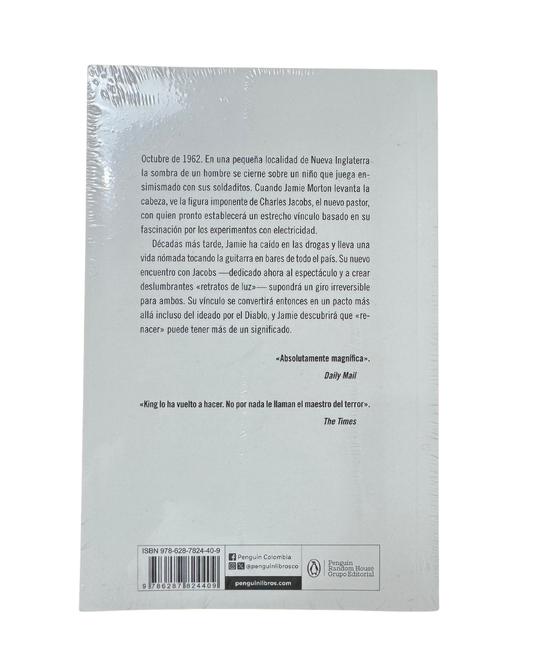 Octubre de 1962. En una pequeña localidad de Nueva Inglaterra
la sombra de un hombre se cierne sobre un niño que juega en-
simismado con sus soldaditos. Cuando Jamie Morton levanta la
cabeza, ve la figura imponente de Charles Jacobs, el nuevo pastor,
con quien pronto establecerá un estrecho vínculo basado en su
fascinación por los experimentos con electricidad.
Décadas más tarde, Jamie ha caído en las drogas y lleva una
vida nómada tocando la guitarra en bares de todo el país. Su nuevo
encuentro con Jacobs —dedicado ahora al espectáculo y a crear
deslumbrantes «retratos de luz»— supondrá un giro irreversible
para ambos. Su vínculo se convertirá entonces en un pacto más
allá incluso del ideado por el Diablo, y Jamie descubrirá que «re-
nacer» puede tener más de un significado.
«Absolutamente magnífica».
Daily Mail
«King lo ha vuelto a hacer. No por nada le llaman el maestro del terror».
The Times
ISBN 978-628-7824-40-9
9 786287 824409
Penguin Colombia
@penguinlibrosco
penguinlibros.com
Penguin
Random House
Grupo Editorial